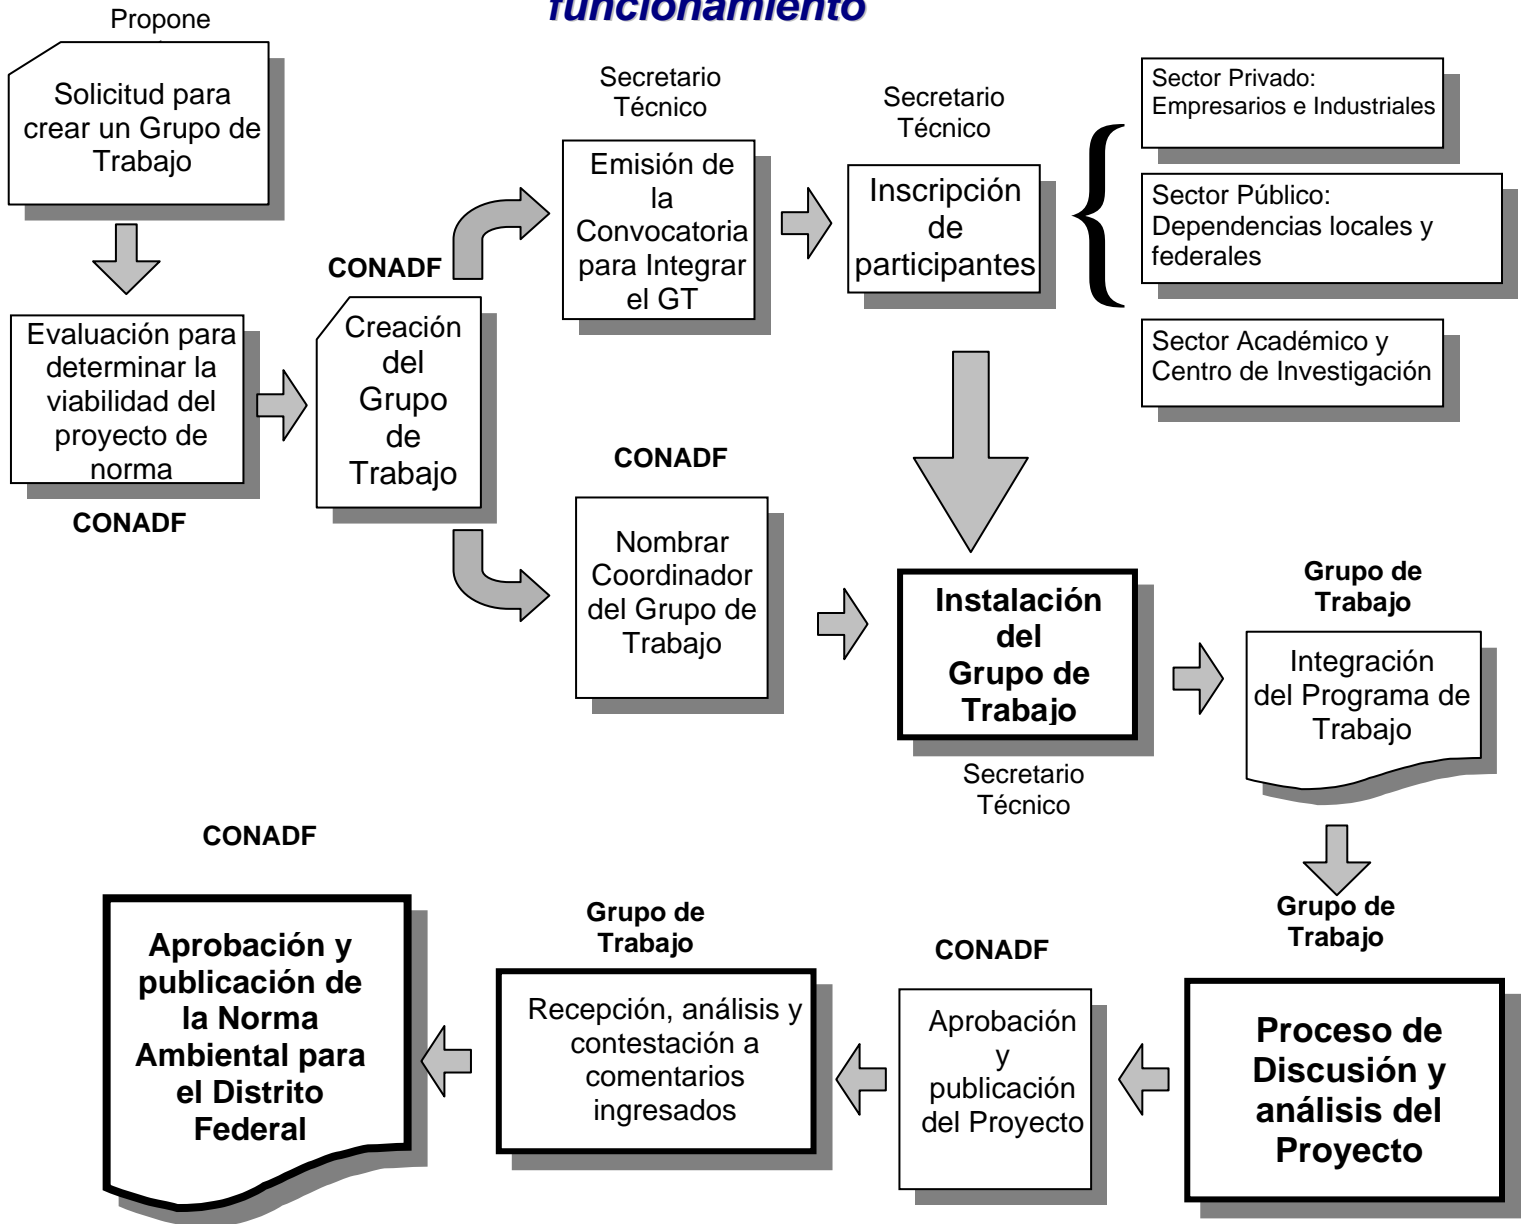 funcionamiento
Propone
Solicitud para
crear un Grupo de
Trabajo
Evaluación para
determinar la
viabilidad del
proyecto de
norma
CONADF
CONADF
Creación
del
Grupo
de
Trabajo
Secretario
Técnico
Emisión de
la
Convocatoria
para Integrar
el GT
Secretario
Técnico
Inscripción
de
participantes
Sector Privado:
Empresarios e Industriales
Sector Público:
Dependencias locales y
federales
Sector Académico y
Centro de Investigación
CONADF
Nombrar
Coordinador
del Grupo de
Trabajo
Instalación
del
Grupo de
Trabajo
Secretario
Técnico
Grupo de
Trabajo
Integración
del Programa de
Trabajo
Grupo de
Trabajo
Proceso de
Discusión y
análisis del
Proyecto
CONADF
Aprobación
y
publicación
del Proyecto
Grupo de
Trabajo
Recepción, análisis y
contestación a
comentarios
ingresados
CONADF
Aprobación y
publicación de
la Norma
Ambiental para
el Distrito
Federal